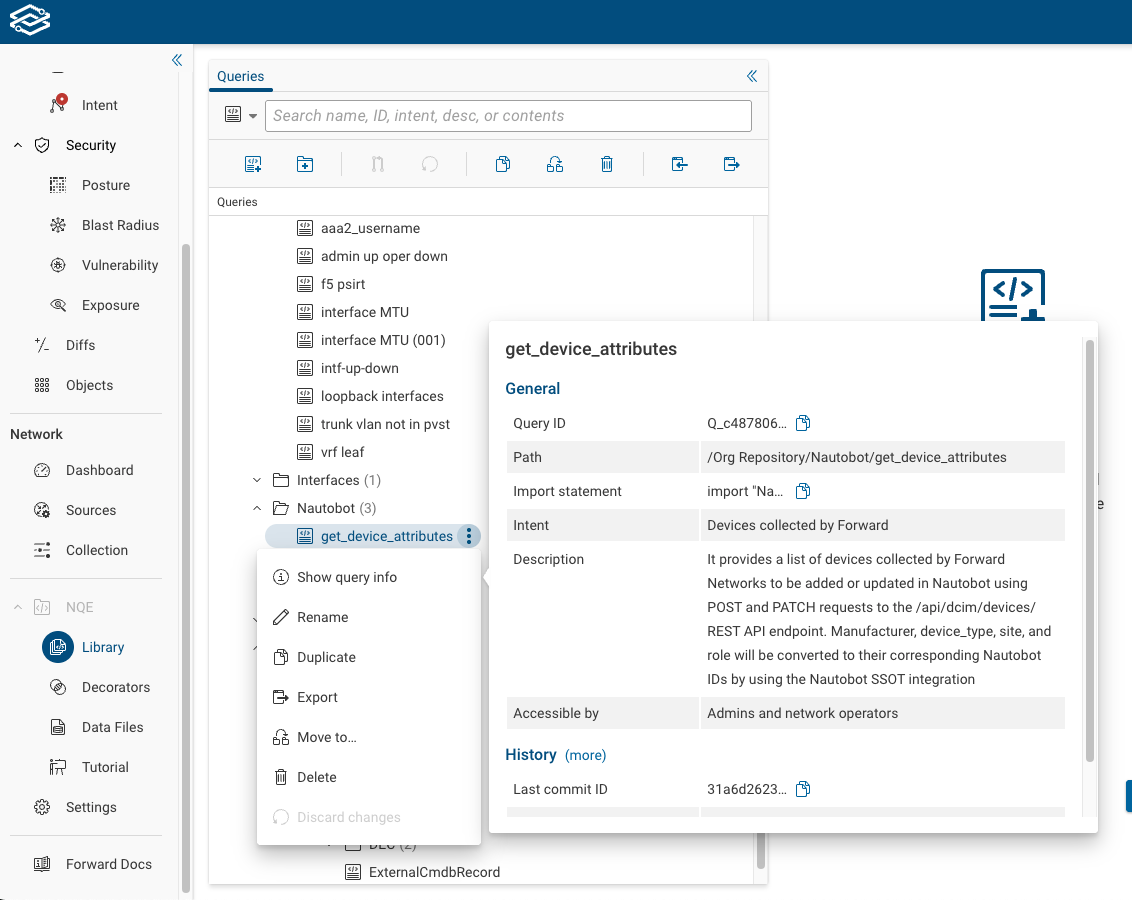 Queries
Search name, ID, intent, desc, or contents
Queries
Intent
Security
Posture
Blast Radius
Vulnerability
Exposure
Diffs
Objects
Network
Dashboard
Sources
Collection
NQE
Library
Decorators
Data Files
Tutorial
Settings
Forward Docs
aaa2_username
admin up oper down
f5 psirt
interface MTU
interface MTU (001)
intf-up-down
loopback interfaces
trunk vlan not in pvst
vrf leaf
Interfaces (1)
Nautobot (3)
get_device_attributes
Show query info
Rename
Duplicate
Export
Move to…
Delete
Discard changes
ExternalCmdbRecord
get_device_attributes
General
Query ID Q_c487806…
Path /Org Repository/Nautobot/get_device_attributes
Import statement import "Na…
Intent Devices collected by Forward
Description It provides a list of devices collected by Forward
Networks to be added or updated in Nautobot using
POST and PATCH requests to the /api/dcim/devices/
REST API endpoint. Manufacturer, device_type, site, and
role will be converted to their corresponding Nautobot
IDs by using the Nautobot SSOT integration
Accessible by Admins and network operators
History (more)
Last commit ID 31a6d2623…